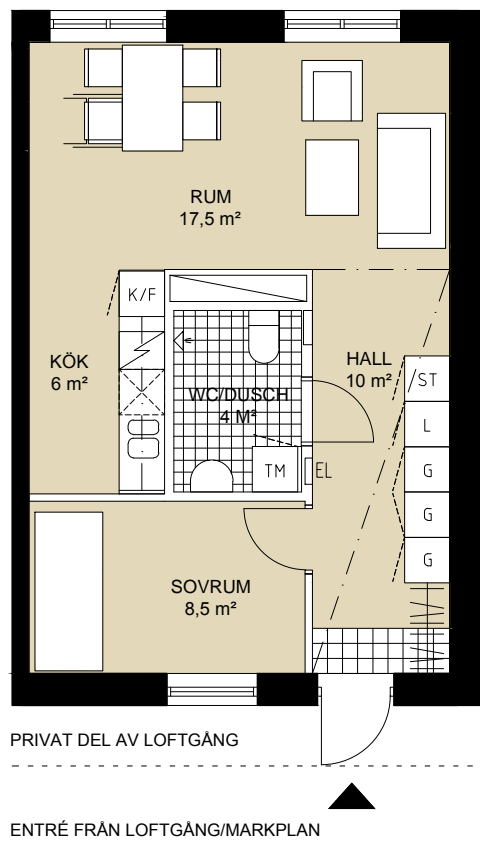 RUM
17,5 m²
K/F
KÖK
6 m²
HALL
10 m²
/ST
WC/DUSCH
4 M²
L
TM
EL
G
G
G
SOVRUM
8,5 m²
PRIVAT DEL AV LOFTGÅNG
ENTRÉ FRÅN LOFTGÅNG/MARKPLAN